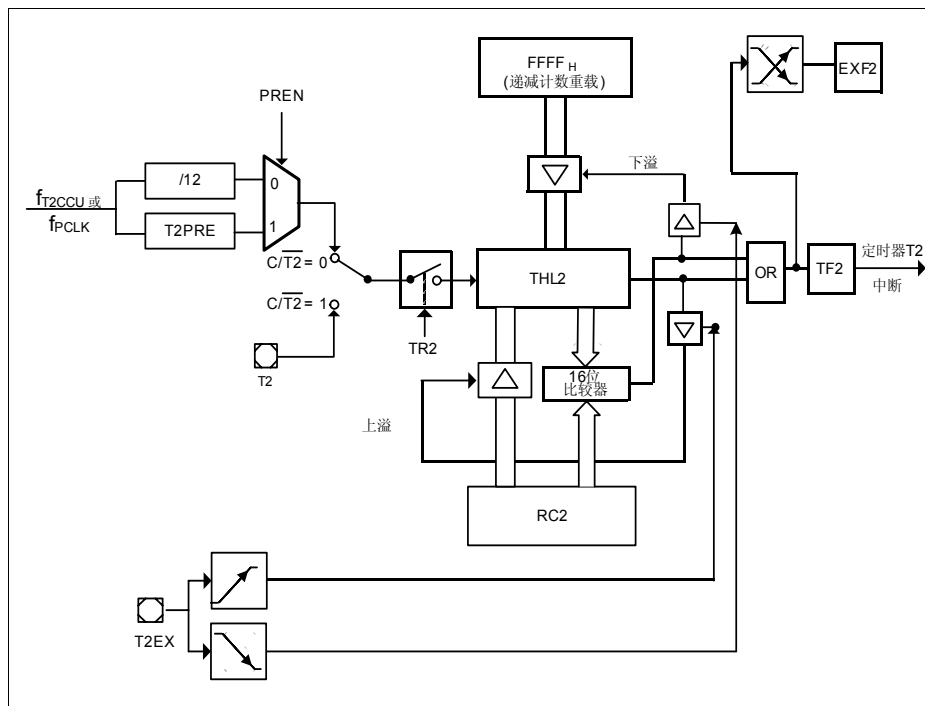 FFFF H
(递减计数重载)
EXF2
PREN
下溢
/12
0
fT2CCU 或
fPCLK
T2PRE
1
C/T2 = 0
THL2
OR
TF2
定时器T2
中断
C/T2 = 1
TR2
T2
16位
比较器
上溢
RC2
T2EX